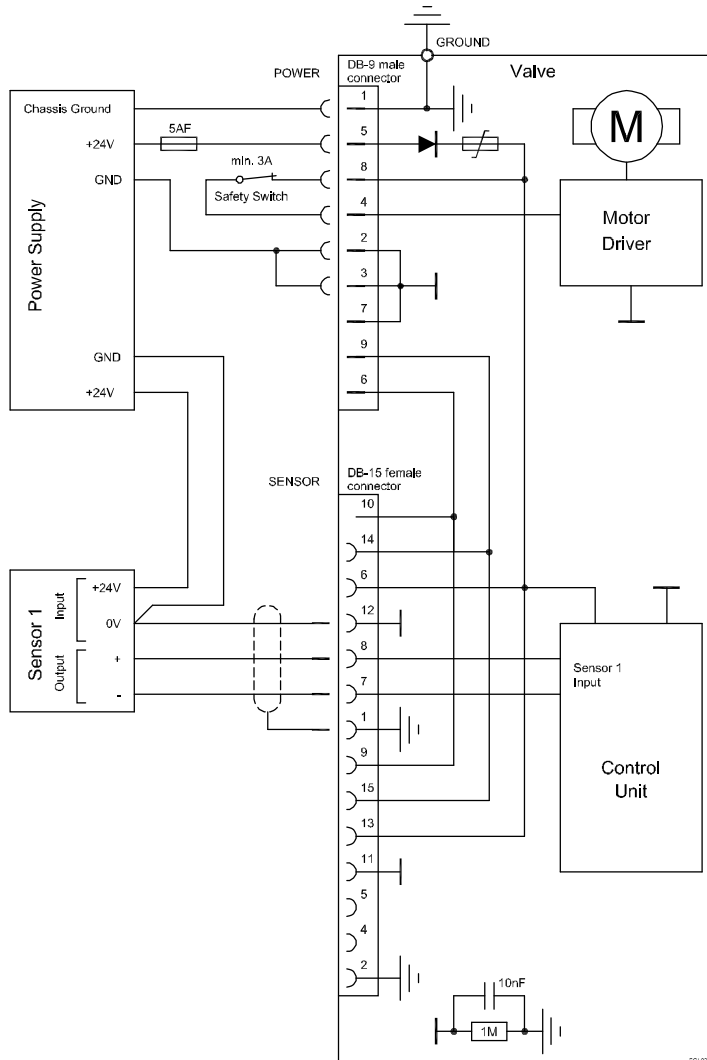 GROUND
DB-9 male
connector
Valve
POWER
Chassis Ground
1
M
+24V
5AF
5
GND
min. 3A
8
Safety Switch
4
Motor
Driver
2
3
7
Power Supply
GND
9
+24V
6
SENSOR
DB-15 female
connector
10
14
Sensor 1
Input
+24V
6
0V
12
Output
+
8
Sensor 1
Input
-
7
1
9
Control
Unit
15
13
11
5
4
2
10nF
1M